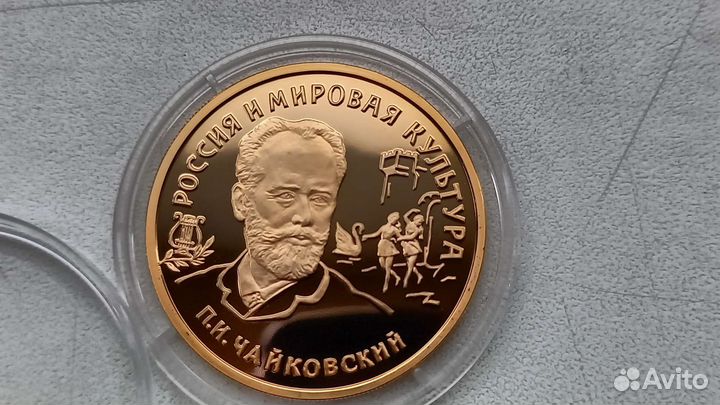 РОССИЯ И МИРОВАЯ КУЛЬТУРА
П.И. ЧАЙКОВСКИЙ
Avito